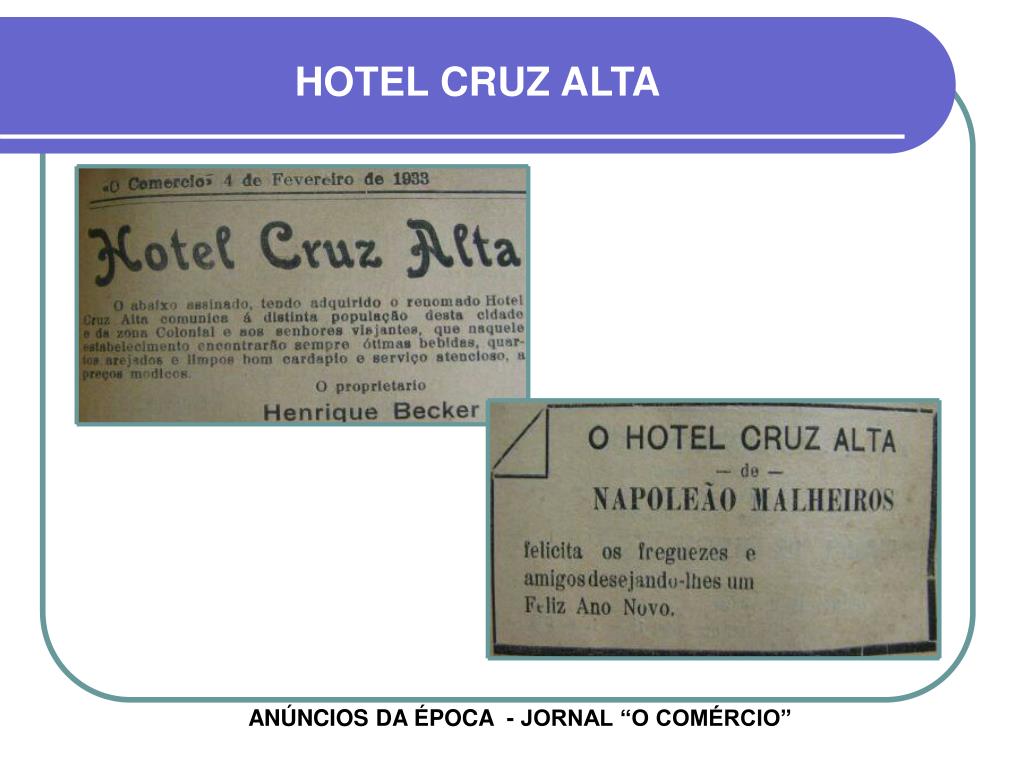 HOTEL CRUZ ALTA
«O Comercio» 4 de Fevereiro de 1933
Hotel Cruz Alta
O abaixo assinado, tendo adquirido o renomado Hotel
Cruz Alta comunica á distinta população desta cidade
e da zona Colonial e aos senhores viajantes, que naquele
estabelecimento encontrarão sempre ótimas bebidas, quar-
tos arejados e limpos bom cardapio e serviço atencioso, a
preços modicos.
O proprietario
Henrique Becker
O HOTEL CRUZ ALTA
— de —
NAPOLEÃO MALHEIROS
felicita os freguezes e
amigos desejando-lhes um
Feliz Ano Novo.
ANÚNCIOS DA ÉPOCA - JORNAL “O COMÉRCIO”